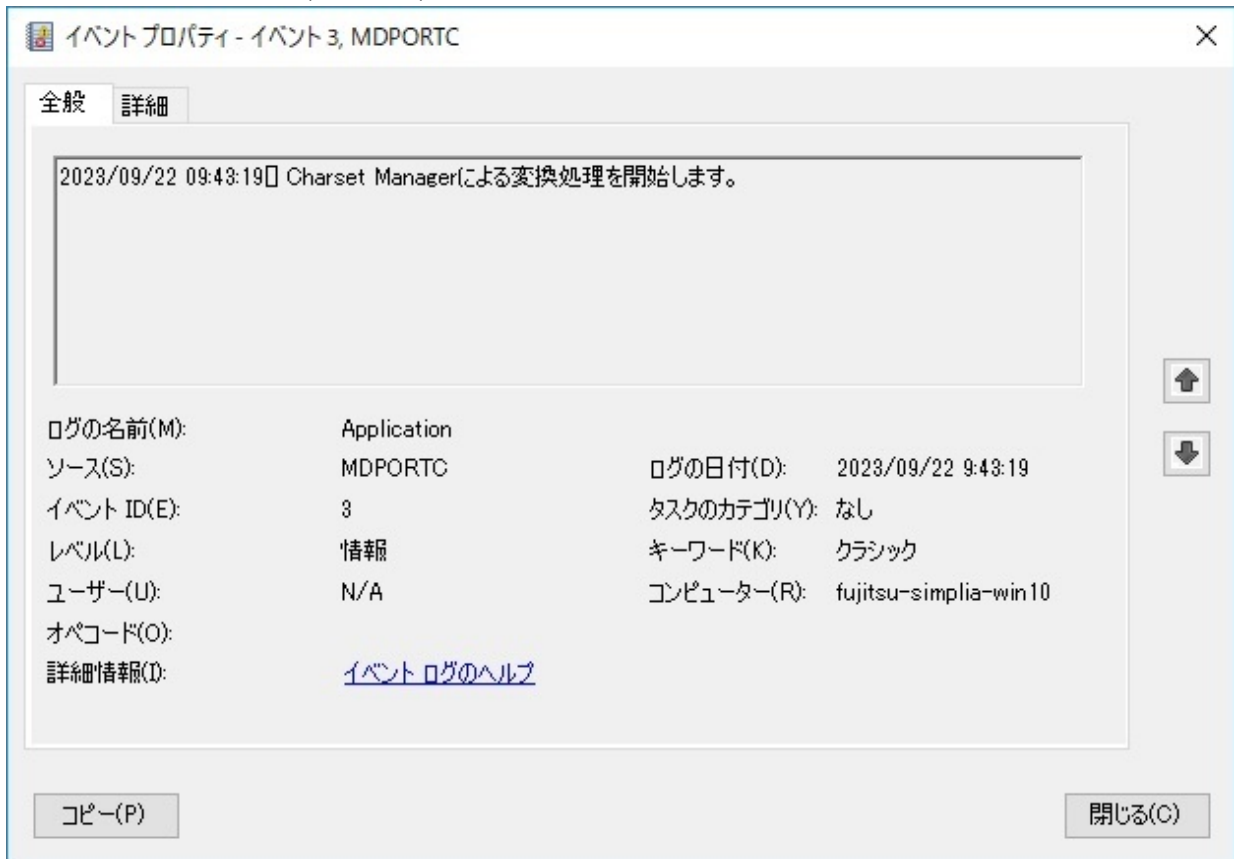 イベント プロパティ - イベント 3, MDPORTC
全般 詳細
2023/09/22 09:43:19▯ Charset Managerによる変換処理を開始します。
ログの名前(M): Application
ソース(S): MDPORTC ログの日付(D): 2023/09/22 9:43:19
イベント ID(E): 3 タスクのカテゴリ(Y): なし
レベル(L): 情報 キーワード(K): クラシック
ユーザー(U): N/A コンピューター(R): fujitsu-simplia-win10
オペコード(O):
詳細情報(I): イベント ログのヘルプ
コピー(P) 閉じる(C)